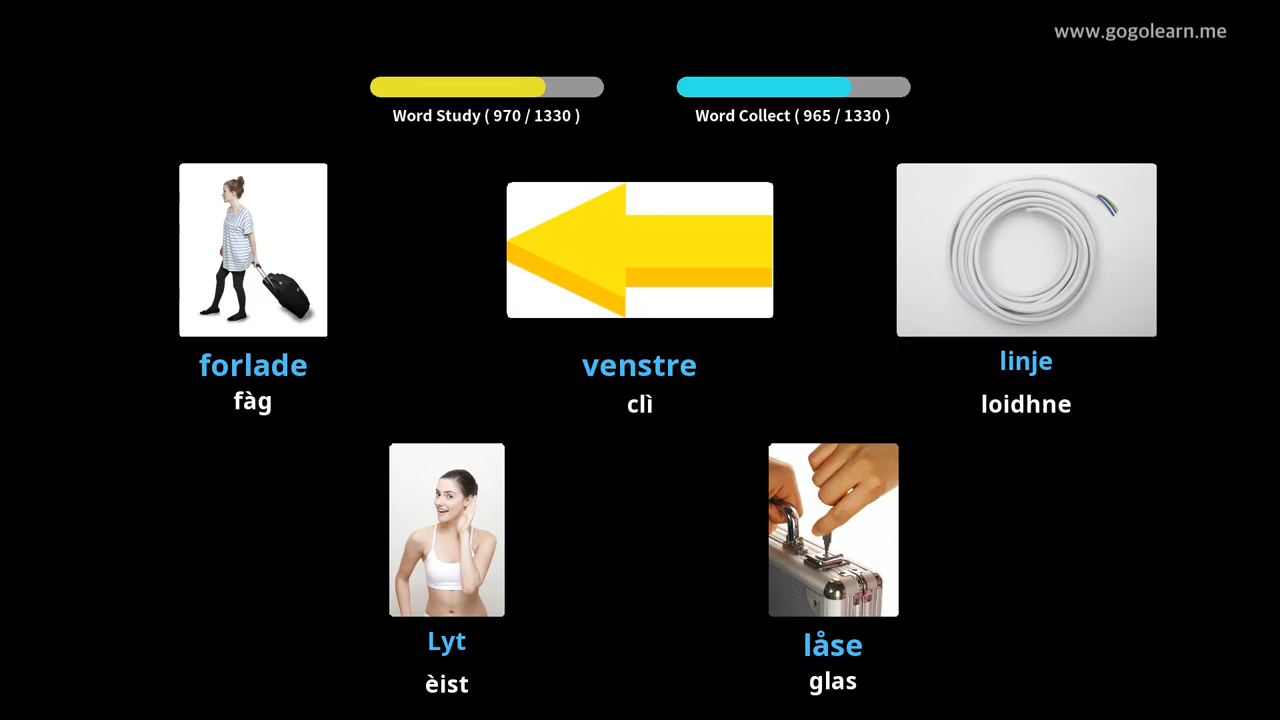 www.gogolearn.me
Word Study ( 970 / 1330 )
Word Collect ( 965 / 1330 )
forlade
fàg
venstre
clì
linje
loidhne
Lyt
èist
låse
glas